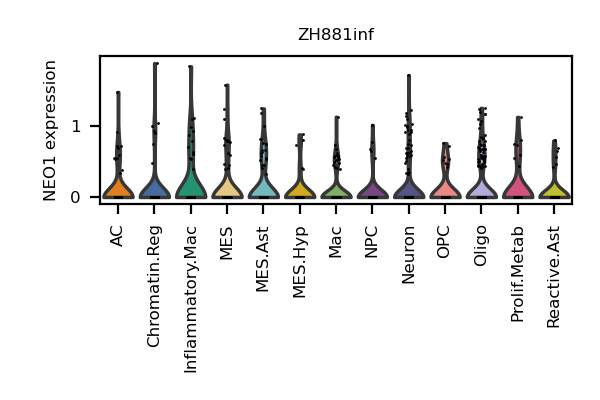 ZH881inf
NEO1 expression
1
0
AC
Chromatin.Reg
Inflammatory.Mac
MES
MES.Ast
MES.Hyp
Mac
NPC
Neuron
OPC
Oligo
Prolif.Metab
Reactive.Ast